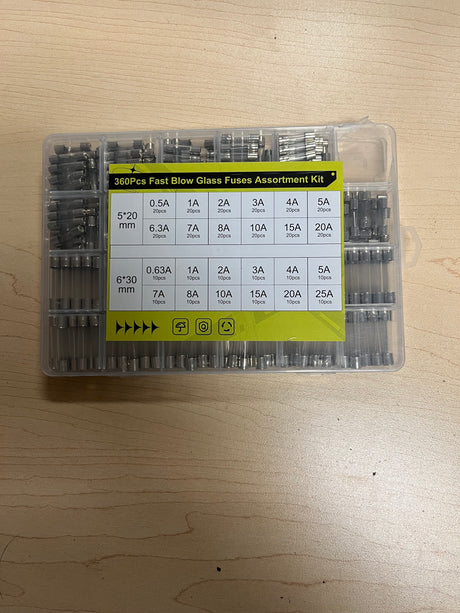 360Pcs Fast Blow Glass Fuses Assortment Kit
5*20 mm
0.5A 1A 2A 3A 4A 5A
20pcs 20pcs 20pcs 20pcs 20pcs 20pcs
6.3A 7A 8A 10A 15A 20A
20pcs 20pcs 20pcs 20pcs 20pcs 20pcs
6*30 mm
0.63A 1A 2A 3A 4A 5A
10pcs 10pcs 10pcs 10pcs 10pcs 10pcs
7A 8A 10A 15A 20A 25A
10pcs 10pcs 10pcs 10pcs 10pcs 10pcs